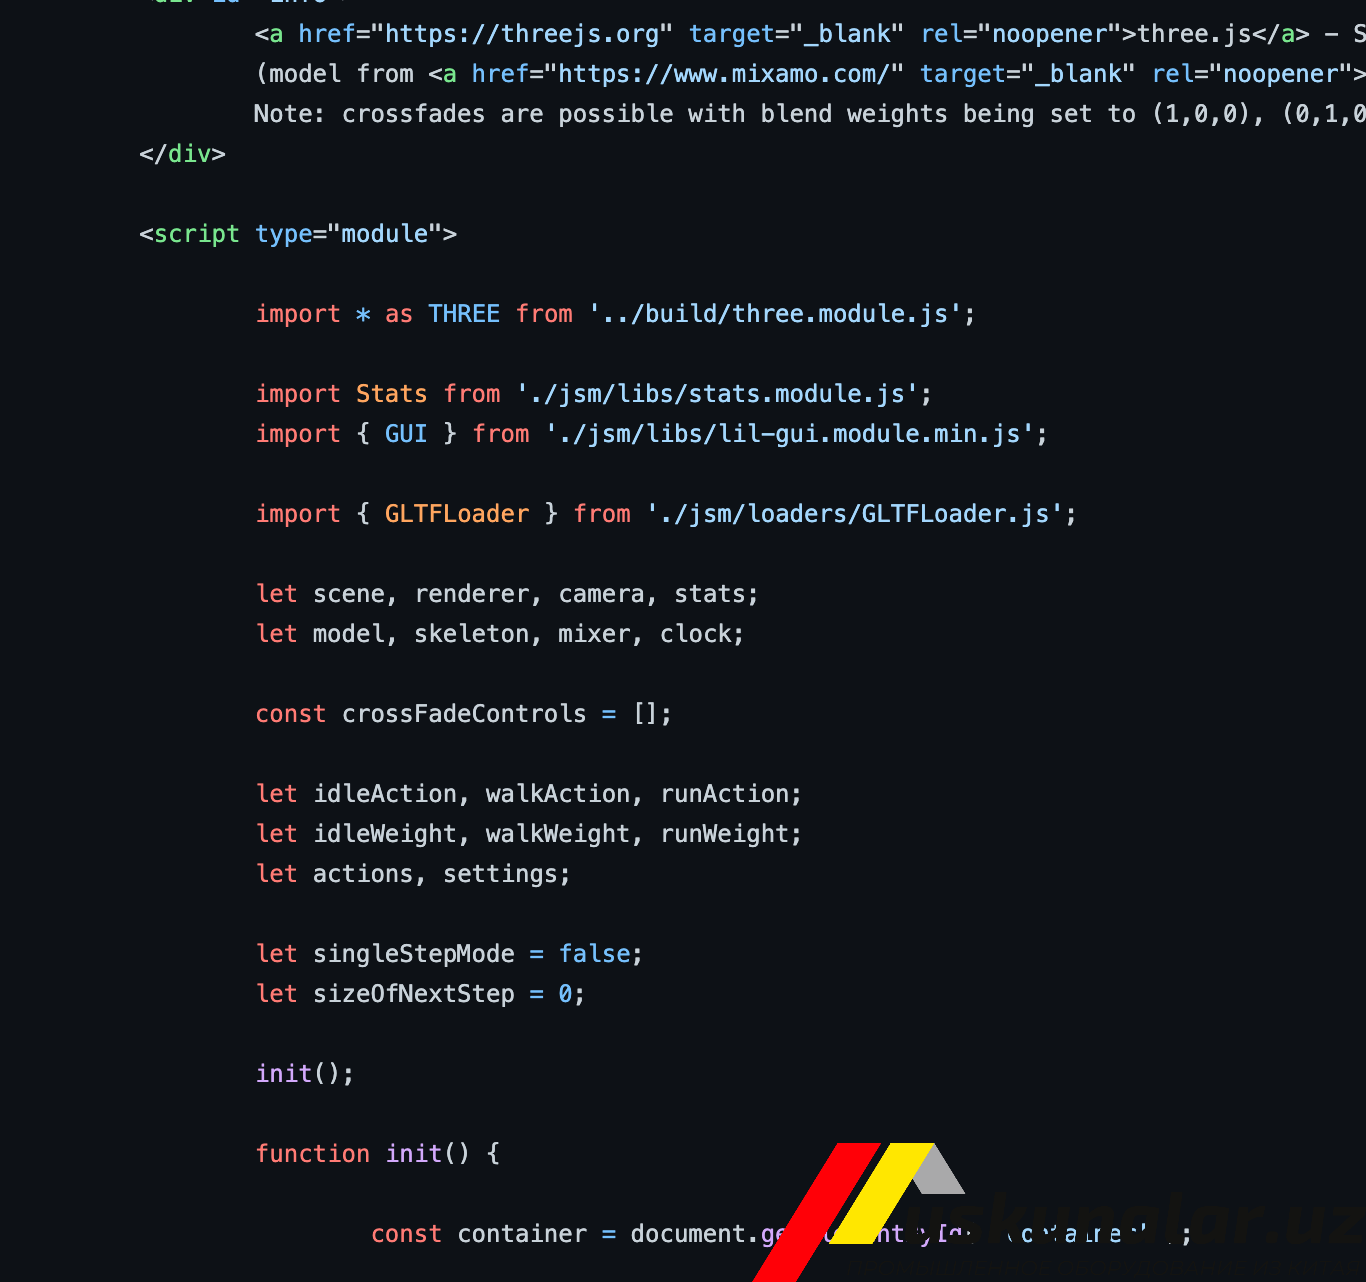 <a href="https://threejs.org" target="_blank" rel="noopener">three.js</a> - S
(model from <a href="https://www.mixamo.com/" target="_blank" rel="noopener">
Note: crossfades are possible with blend weights being set to (1,0,0), (0,1,0
</div>
<script type="module">
import * as THREE from '../build/three.module.js';
import Stats from './jsm/libs/stats.module.js';
import { GUI } from './jsm/libs/lil-gui.module.min.js';
import { GLTFLoader } from './jsm/loaders/GLTFLoader.js';
let scene, renderer, camera, stats;
let model, skeleton, mixer, clock;
const crossFadeControls = [];
let idleAction, walkAction, runAction;
let idleWeight, walkWeight, runWeight;
let actions, settings;
let singleStepMode = false;
let sizeOfNextStep = 0;
init();
function init() {
const container = document.
uskunalar.uz